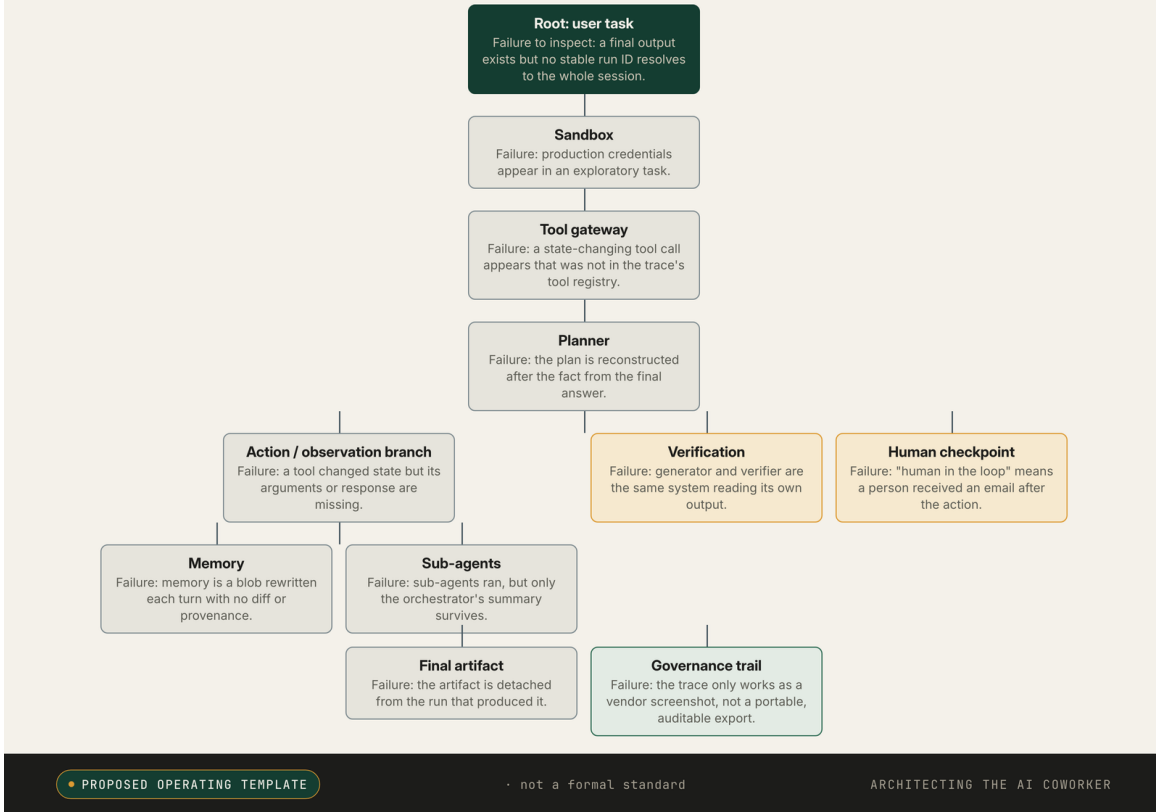 Root: user task
Failure to inspect: a final output
exists but no stable run ID resolves
to the whole session.
Sandbox
Failure: production credentials
appear in an exploratory task.
Tool gateway
Failure: a state-changing tool call
appears that was not in the trace's
tool registry.
Planner
Failure: the plan is reconstructed
after the fact from the final
answer.
Action / observation branch
Failure: a tool changed state but its
arguments or response are
missing.
Verification
Failure: generator and verifier are
the same system reading its own
output.
Human checkpoint
Failure: "human in the loop" means
a person received an email after
the action.
Memory
Failure: memory is a blob rewritten
each turn with no diff or
provenance.
Sub-agents
Failure: sub-agents ran, but only
the orchestrator's summary
survives.
Final artifact
Failure: the artifact is detached
from the run that produced it.
Governance trail
Failure: the trace only works as a
vendor screenshot, not a portable,
auditable export.
PROPOSED OPERATING TEMPLATE
· not a formal standard
ARCHITECTING THE AI COWORKER